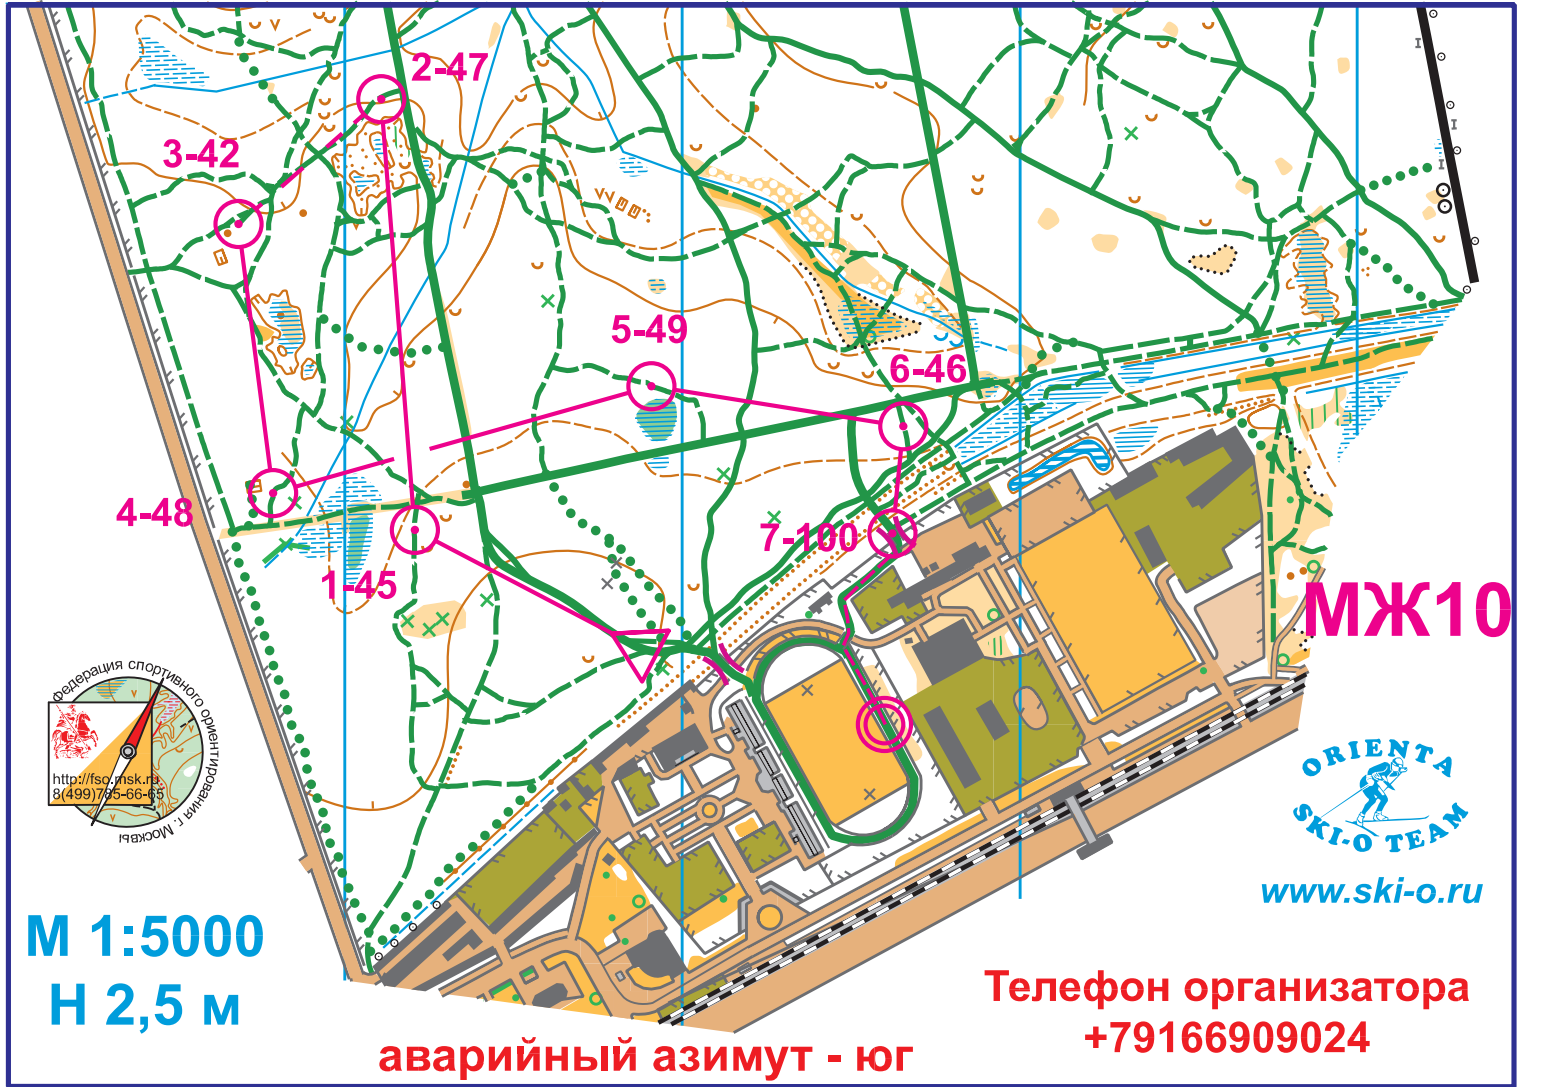 2-47
3-42
5-49
6-46
4-48
7-100
1-45
МЖ10
Федерация спортивного ориентирования г. Москвы
http://fso.msk.ru
8(499)785-66-65
ORIENTA
SKI-O TEAM
www.ski-o.ru
М 1:5000
Н 2,5 м
Телефон организатора
+79166909024
аварийный азимут - юг